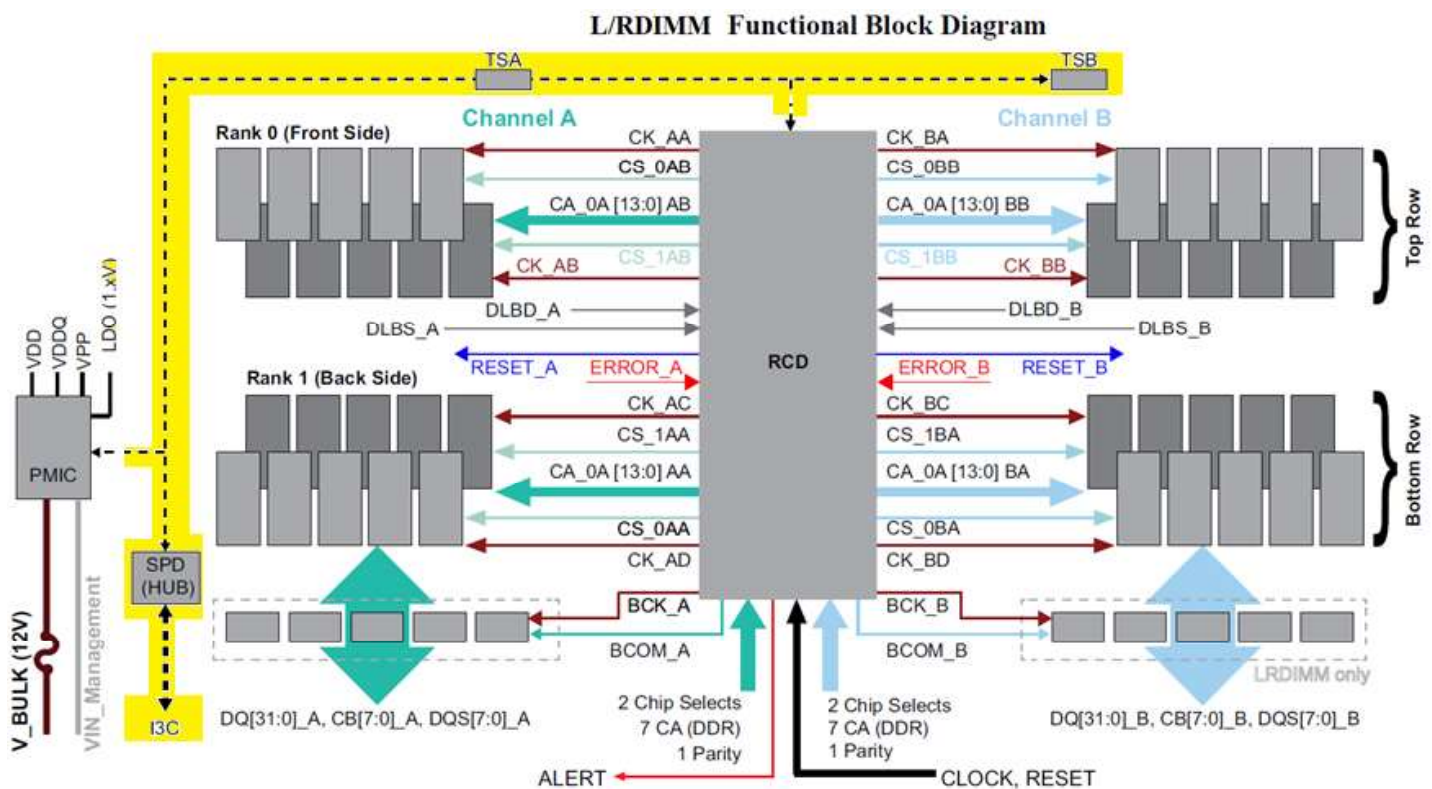 L/RDIMM Functional Block Diagram
TSA
TSB
Channel A
Channel B
Rank 0 (Front Side)
CK_AA
CK_BA
CS_0AB
CS_0BB
CA_0A [13:0] AB
CA_0A [13:0] BB
CS_1AB
CS_1BB
CK_AB
CK_BB
Top Row
DLBD_A
DLBD_B
DLBS_A
DLBS_B
RCD
RESET_A
ERROR_A
ERROR_B
RESET_B
Rank 1 (Back Side)
VDD
VDDQ
VPP
LDO (1.xV)
PMIC
CK_AC
CK_BC
CS_1AA
CS_1BA
CA_0A [13:0] AA
CA_0A [13:0] BA
CS_0AA
CS_0BA
CK_AD
CK_BD
Bottom Row
SPD
(HUB)
V_BULK (12V)
VIN_Management
I3C
BCK_A
BCK_B
BCOM_A
BCOM_B
LRDIMM only
DQ[31:0]_A, CB[7:0]_A, DQS[7:0]_A
2 Chip Selects
7 CA (DDR)
1 Parity
2 Chip Selects
7 CA (DDR)
1 Parity
DQ[31:0]_B, CB[7:0]_B, DQS[7:0]_B
ALERT
CLOCK, RESET